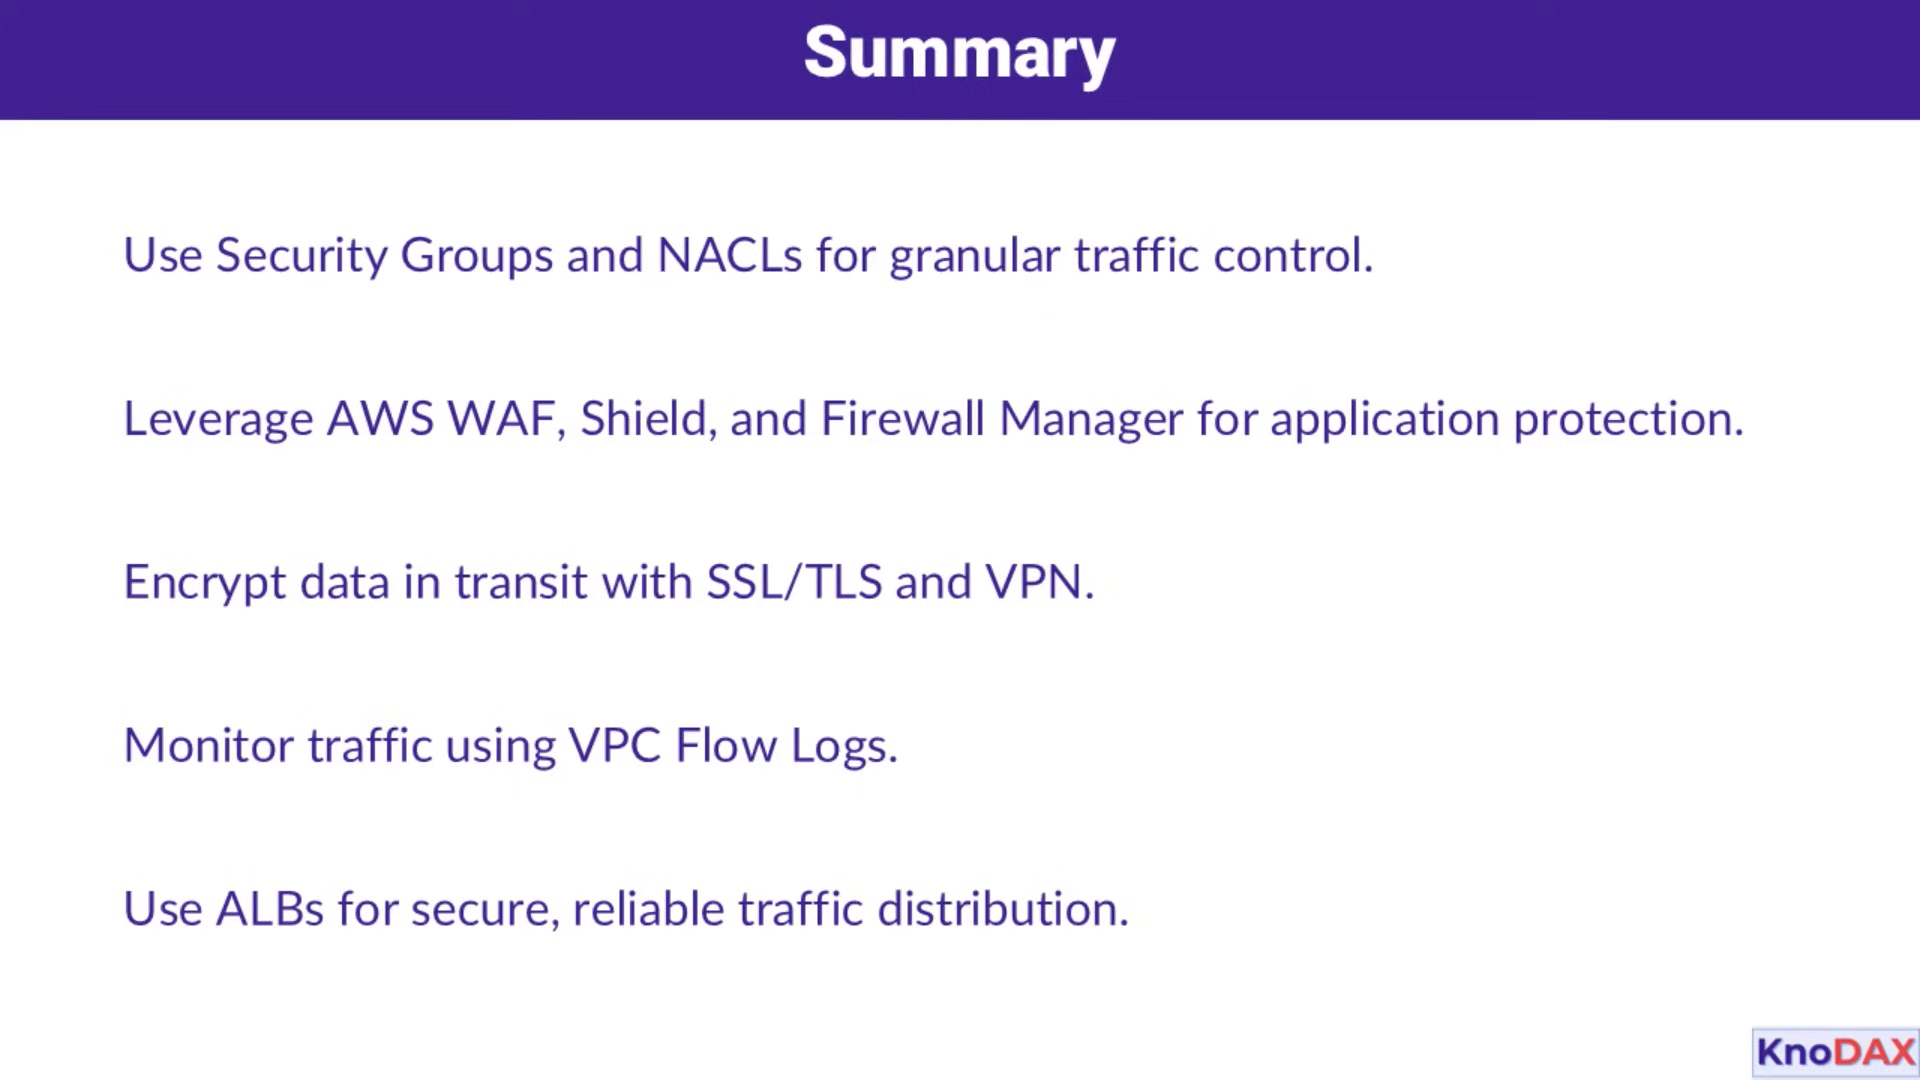 Summary
Use Security Groups and NACLs for granular traffic control.
Leverage AWS WAF, Shield, and Firewall Manager for application protection.
Encrypt data in transit with SSL/TLS and VPN.
Monitor traffic using VPC Flow Logs.
Use ALBs for secure, reliable traffic distribution.
KnoDAX